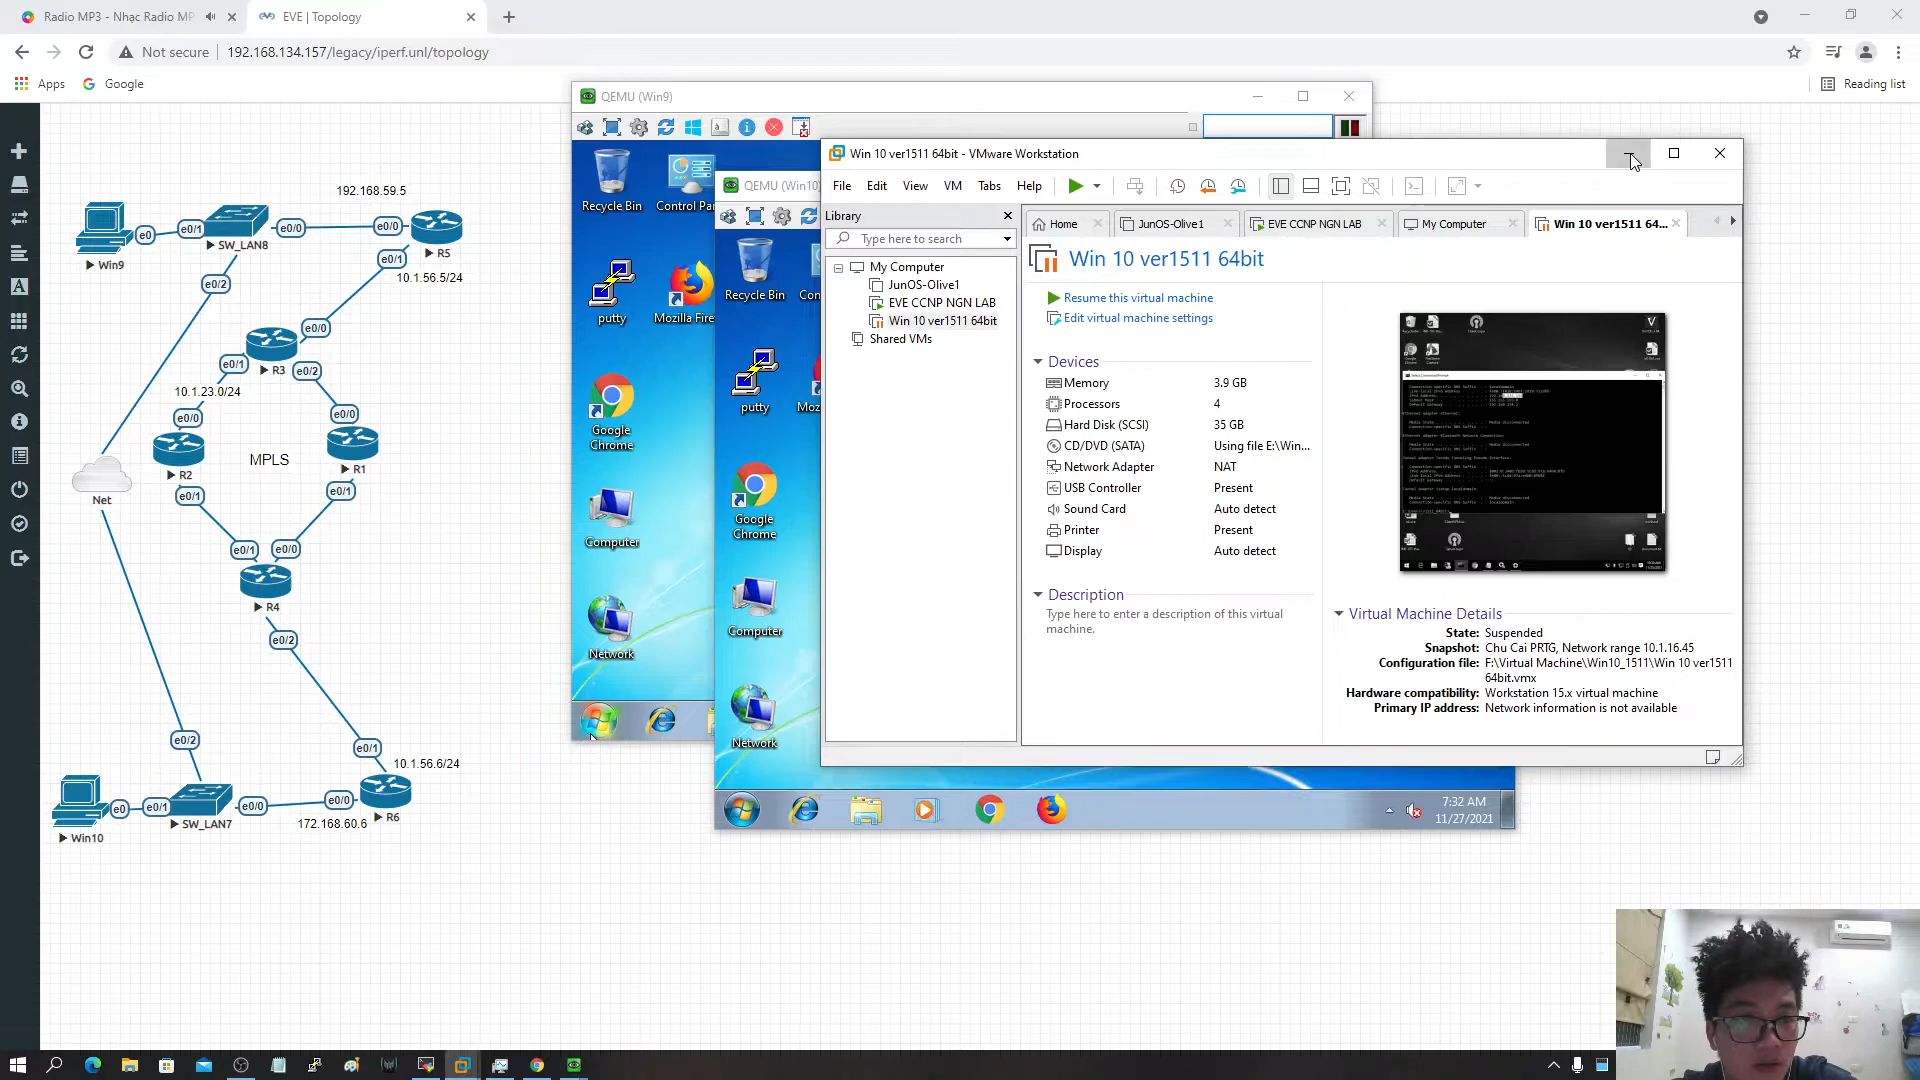 Radio MP3 - Nhạc Radio MP
EVE | Topology
Not secure
192.168.134.157/legacy/iperf.unl/topology
Apps
Google
Reading list
192.168.59.5
e0
e0/1
e0/0
e0/0
SW_LAN8
Win9
R5
e0/1
10.1.56.5/24
e0/2
e0/0
e0/1
R3
e0/2
10.1.23.0/24
e0/0
e0/0
MPLS
R2
R1
Net
e0/1
e0/1
e0/1
e0/0
R4
e0/2
e0/2
e0/1
10.1.56.6/24
e0
e0/1
e0/0
e0/0
Win10
SW_LAN7
172.168.60.6
R6
QEMU (Win9)
Recycle Bin
Control Pa
putty
Mozilla Fire
Google
Chrome
Computer
Network
QEMU (Win10)
Recycle Bin
Con
putty
Moz
Google
Chrome
Computer
Network
7:32 AM
11/27/2021
Win 10 ver1511 64bit - VMware Workstation
File
Edit
View
VM
Tabs
Help
Library
Type here to search
My Computer
JunOS-Olive1
EVE CCNP NGN LAB
Win 10 ver1511 64bit
Shared VMs
Home
JunOS-Olive1
EVE CCNP NGN LAB
My Computer
Win 10 ver1511 64...
Win 10 ver1511 64bit
Resume this virtual machine
Edit virtual machine settings
Devices
Memory 3.9 GB
Processors 4
Hard Disk (SCSI) 35 GB
CD/DVD (SATA) Using file E:\Win...
Network Adapter NAT
USB Controller Present
Sound Card Auto detect
Printer Present
Display Auto detect
Description
Type here to enter a description of this virtual
machine.
Virtual Machine Details
State: Suspended
Snapshot: Chu Cai PRTG, Network range 10.1.16.45
Configuration file: F:\Virtual Machine\Win10_1511\Win 10 ver1511
64bit.vmx
Hardware compatibility: Workstation 15.x virtual machine
Primary IP address: Network information is not available